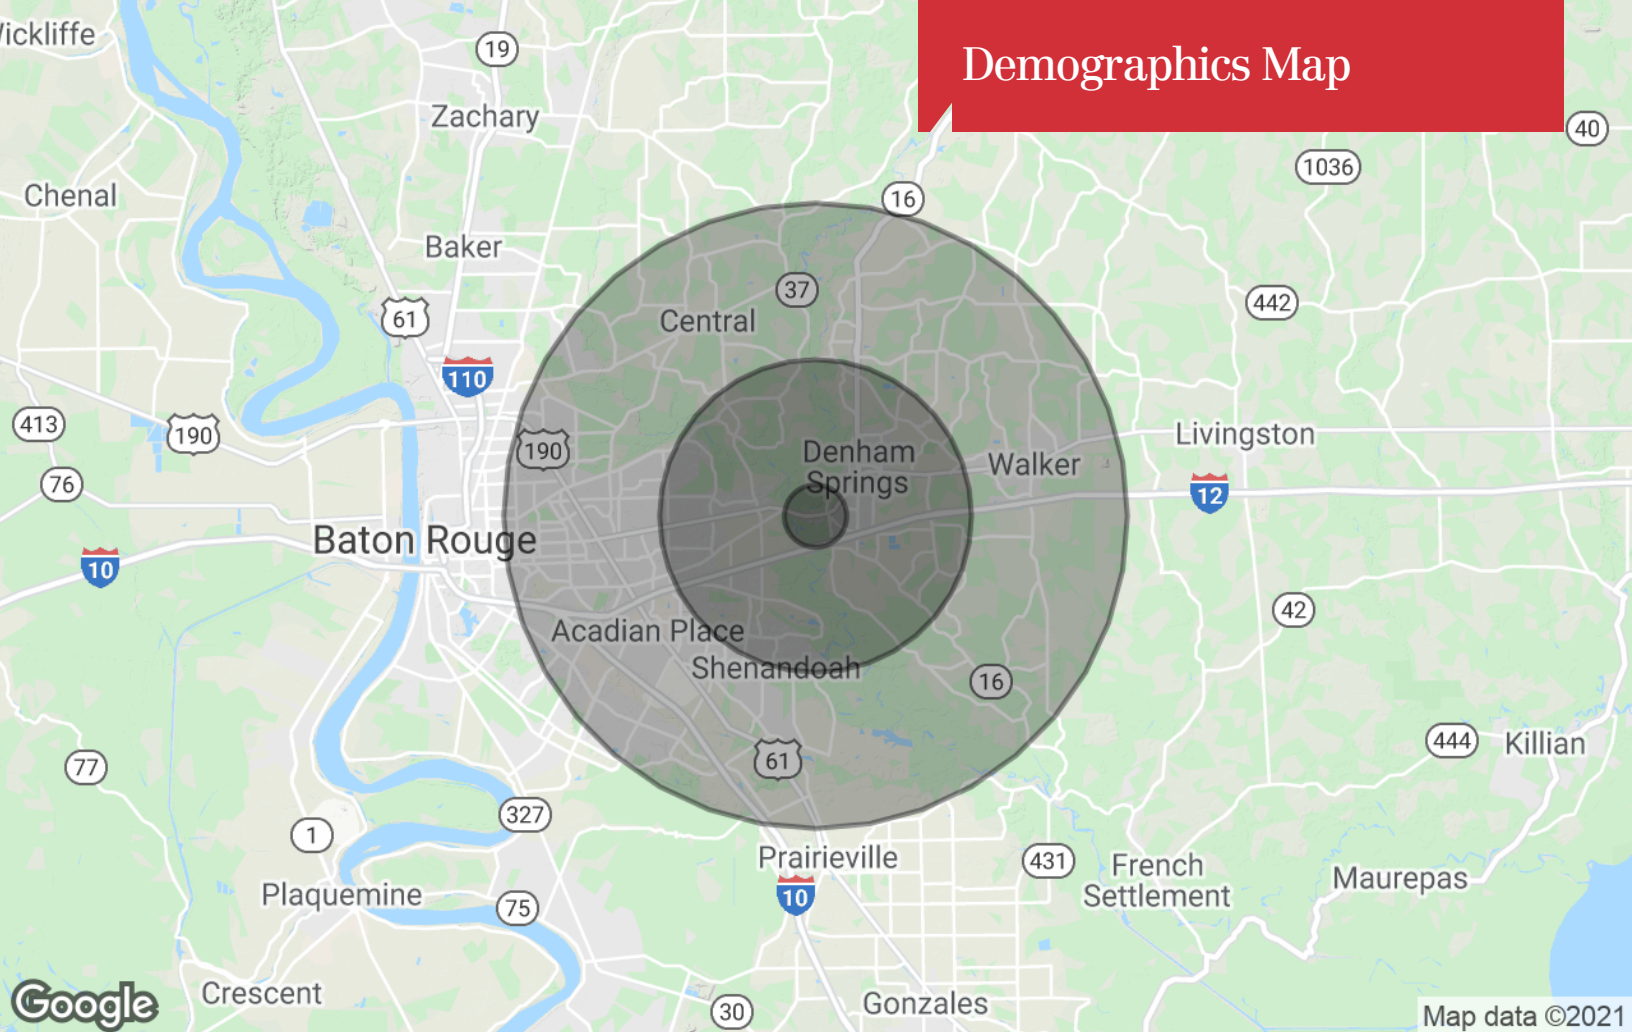 Demographics Map
ickliffe
19
Zachary
40
1036
Chenal
16
Baker
37
442
61
Central
110
413
190
Livingston
190
Denham
Springs
Walker
76
12
Baton Rouge
10
42
Acadian Place
Shenandoah
16
444
Killian
61
77
327
1
Prairieville
431
French
Settlement
Maurepas
10
Plaquemine
75
Crescent
Google
30
Gonzales
Map data ©2021